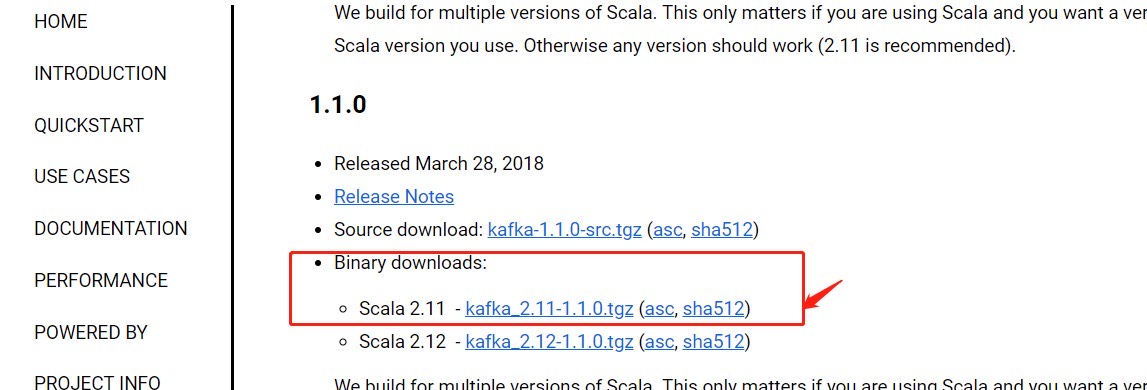 HOME
INTRODUCTION
QUICKSTART
USE CASES
DOCUMENTATION
PERFORMANCE
POWERED BY
PROJECT INFO
We build for multiple versions of Scala. This only matters if you are using Scala and you want a
Scala version you use. Otherwise any version should work (2.11 is recommended).
1.1.0
• Released March 28, 2018
• Release Notes
• Source download: kafka-1.1.0-src.tgz (asc, sha512)
• Binary downloads:
◦ Scala 2.11 - kafka_2.11-1.1.0.tgz (asc, sha512)
◦ Scala 2.12 - kafka_2.12-1.1.0.tgz (asc, sha512)
We build for multiple versions of Scala. This only matters if you are using Scala and you want a